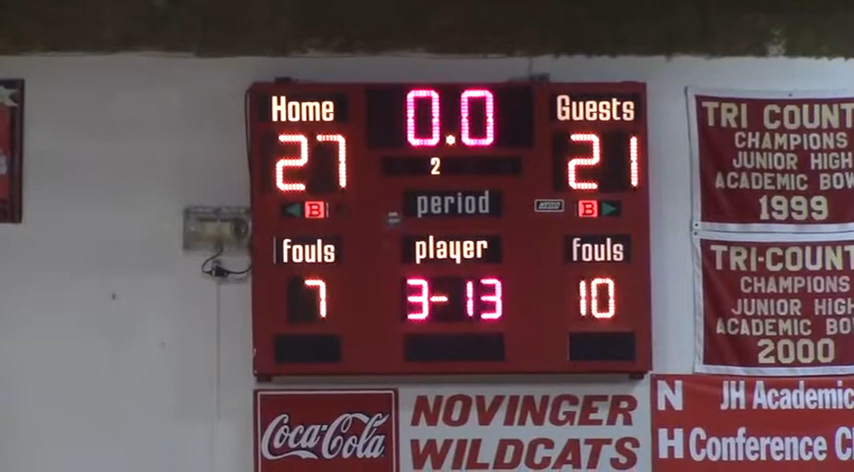 Home 0.0 Guests
27 21
2
B period B
fouls player fouls
7 3-13 10
Coca-Cola
NOVINGER
WILDCATS
TRI COUNT
CHAMPIONS
JUNIOR HIGH
ACADEMIC BOW
1999
TRI-COUNT
CHAMPIONS
JUNIOR HIGH
ACADEMIC BO
2000
N JH Academic
H Conference C